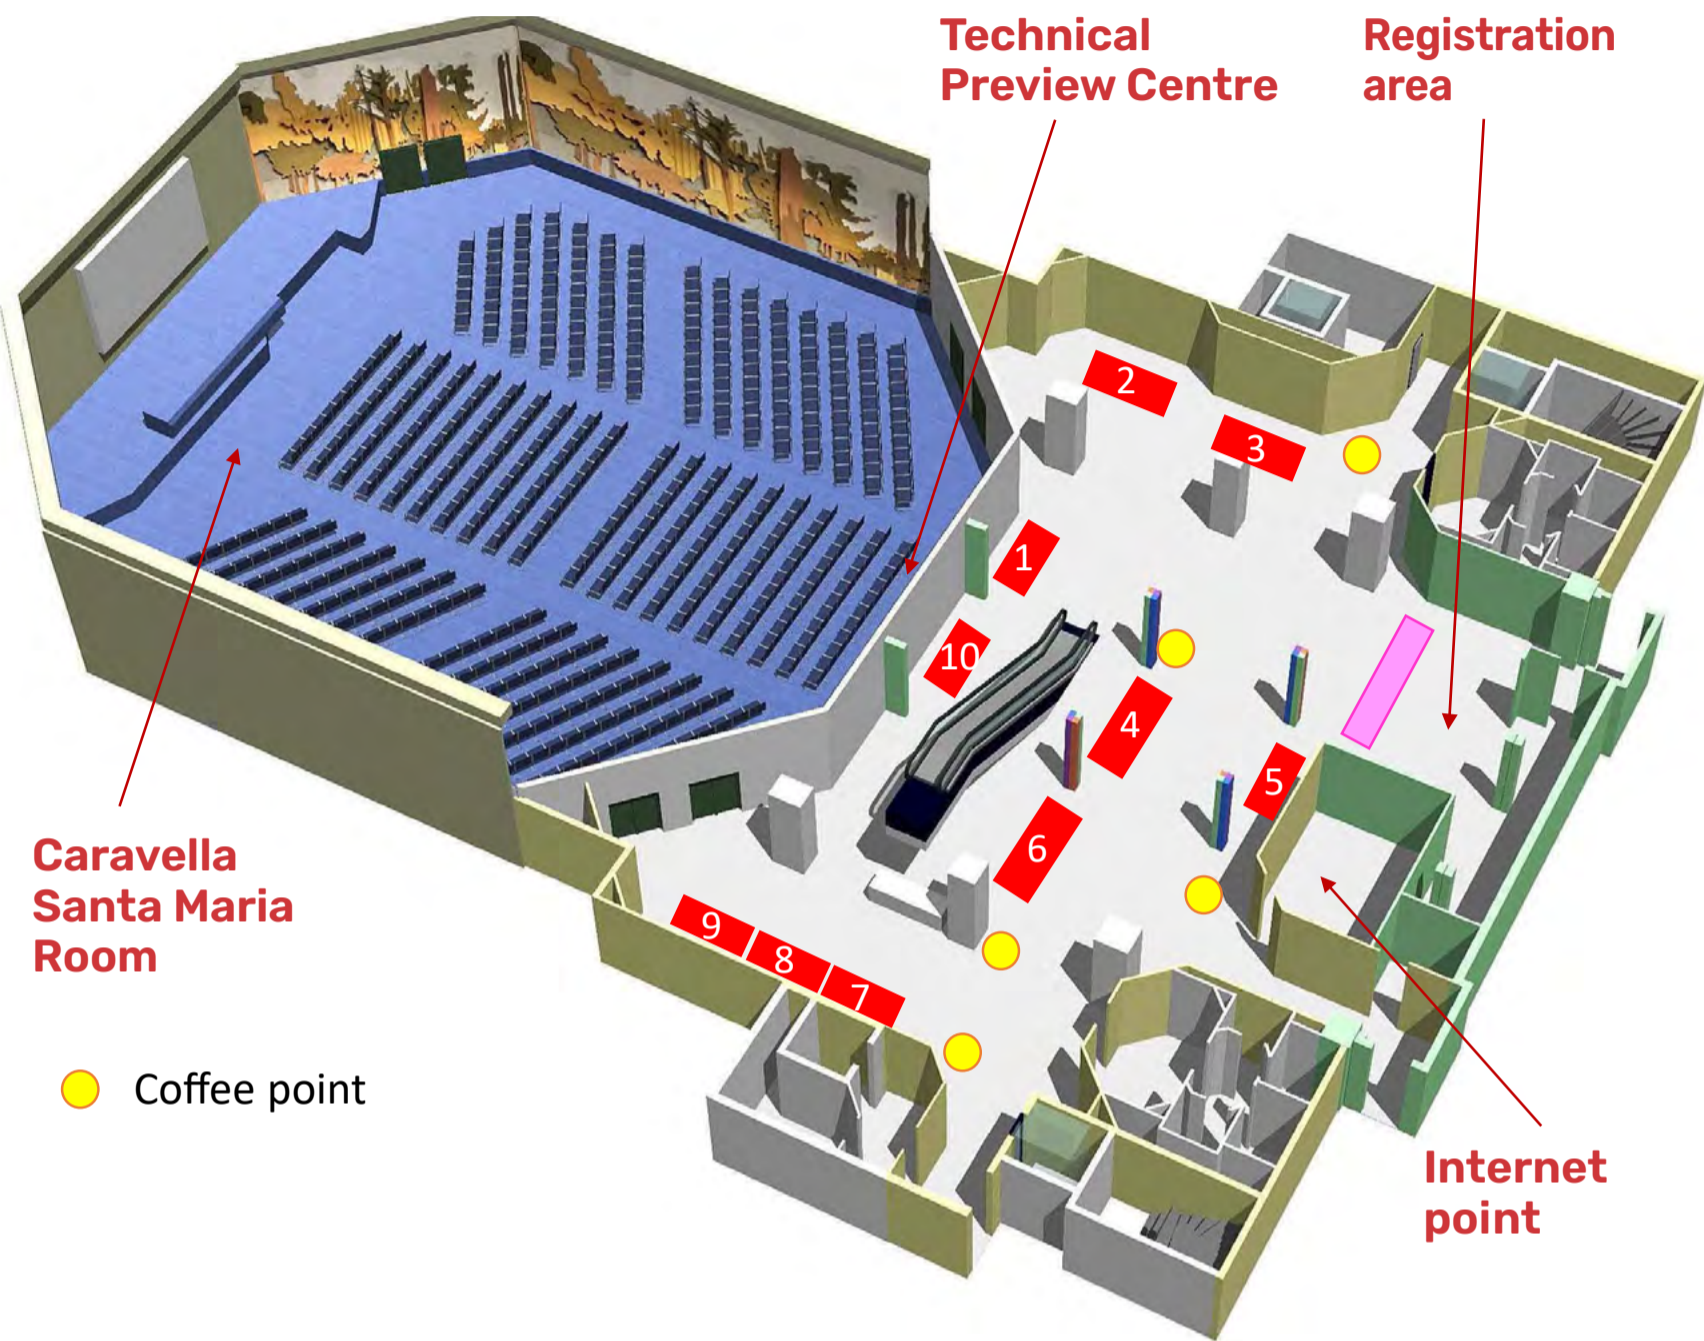 Technical
Preview Centre
Registration
area
2
3
1
10
4
5
6
9
8
7
Caravella
Santa Maria
Room
Coffee point
Internet
point